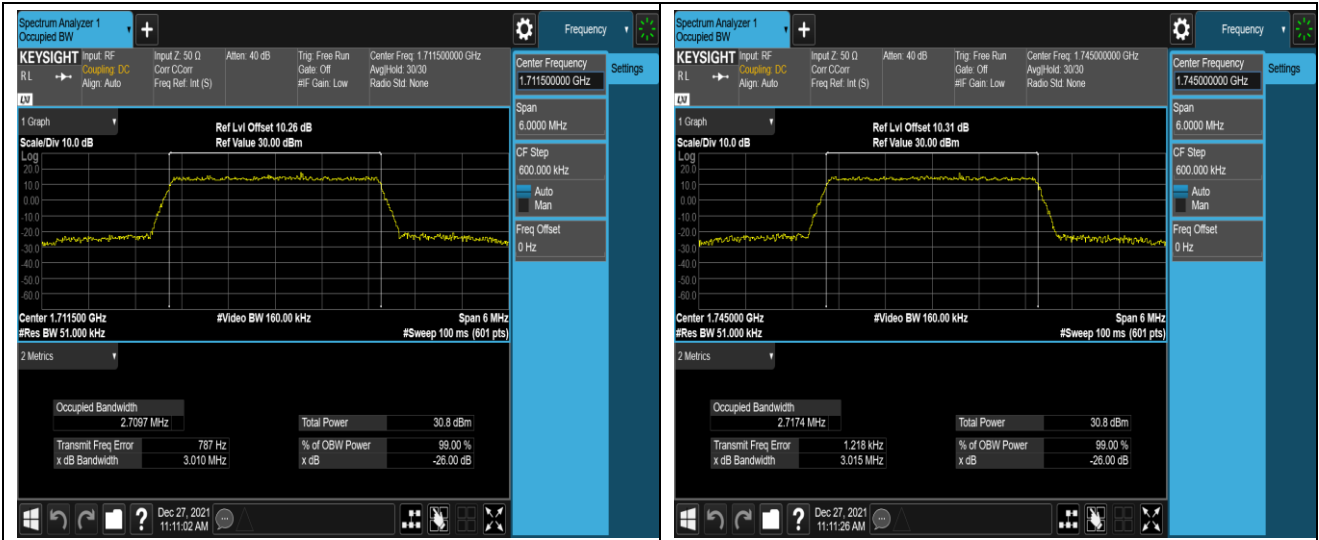 Spectrum Analyzer 1
Occupied BW
+
Frequency
KEYSIGHT
RL
LXI
Input: RF
Coupling: DC
Align: Auto
Input Z: 50 Ω
Corr CCorr
Freq Ref: Int (S)
Atten: 40 dB
Trig: Free Run
Gate: Off
#IF Gain: Low
Center Freq: 1.711500000 GHz
Avg|Hold: 30/30
Radio Std: None
Center Frequency
1.711500000 GHz
Settings
Span
6.0000 MHz
CF Step
600.000 kHz
Auto
Man
Freq Offset
0 Hz
1 Graph
Scale/Div 10.0 dB
Ref Lvl Offset 10.26 dB
Ref Value 30.00 dBm
Log
20.0
10.0
0.00
-10.0
-20.0
-30.0
-40.0
-50.0
-60.0
Center 1.711500 GHz
#Res BW 51.000 kHz
#Video BW 160.00 kHz
Span 6 MHz
#Sweep 100 ms (601 pts)
2 Metrics
Occupied Bandwidth
2.7097 MHz
Total Power 30.8 dBm
Transmit Freq Error 787 Hz
% of OBW Power 99.00 %
x dB Bandwidth 3.010 MHz
x dB -26.00 dB
?
Dec 27, 2021
11:11:02 AM
Spectrum Analyzer 1
Occupied BW
+
Frequency
KEYSIGHT
RL
LXI
Input: RF
Coupling: DC
Align: Auto
Input Z: 50 Ω
Corr CCorr
Freq Ref: Int (S)
Atten: 40 dB
Trig: Free Run
Gate: Off
#IF Gain: Low
Center Freq: 1.745000000 GHz
Avg|Hold: 30/30
Radio Std: None
Center Frequency
1.745000000 GHz
Settings
Span
6.0000 MHz
CF Step
600.000 kHz
Auto
Man
Freq Offset
0 Hz
1 Graph
Scale/Div 10.0 dB
Ref Lvl Offset 10.31 dB
Ref Value 30.00 dBm
Log
20.0
10.0
0.00
-10.0
-20.0
-30.0
-40.0
-50.0
-60.0
Center 1.745000 GHz
#Res BW 51.000 kHz
#Video BW 160.00 kHz
Span 6 MHz
#Sweep 100 ms (601 pts)
2 Metrics
Occupied Bandwidth
2.7174 MHz
Total Power 30.8 dBm
Transmit Freq Error 1.218 kHz
% of OBW Power 99.00 %
x dB Bandwidth 3.015 MHz
x dB -26.00 dB
?
Dec 27, 2021
11:11:26 AM